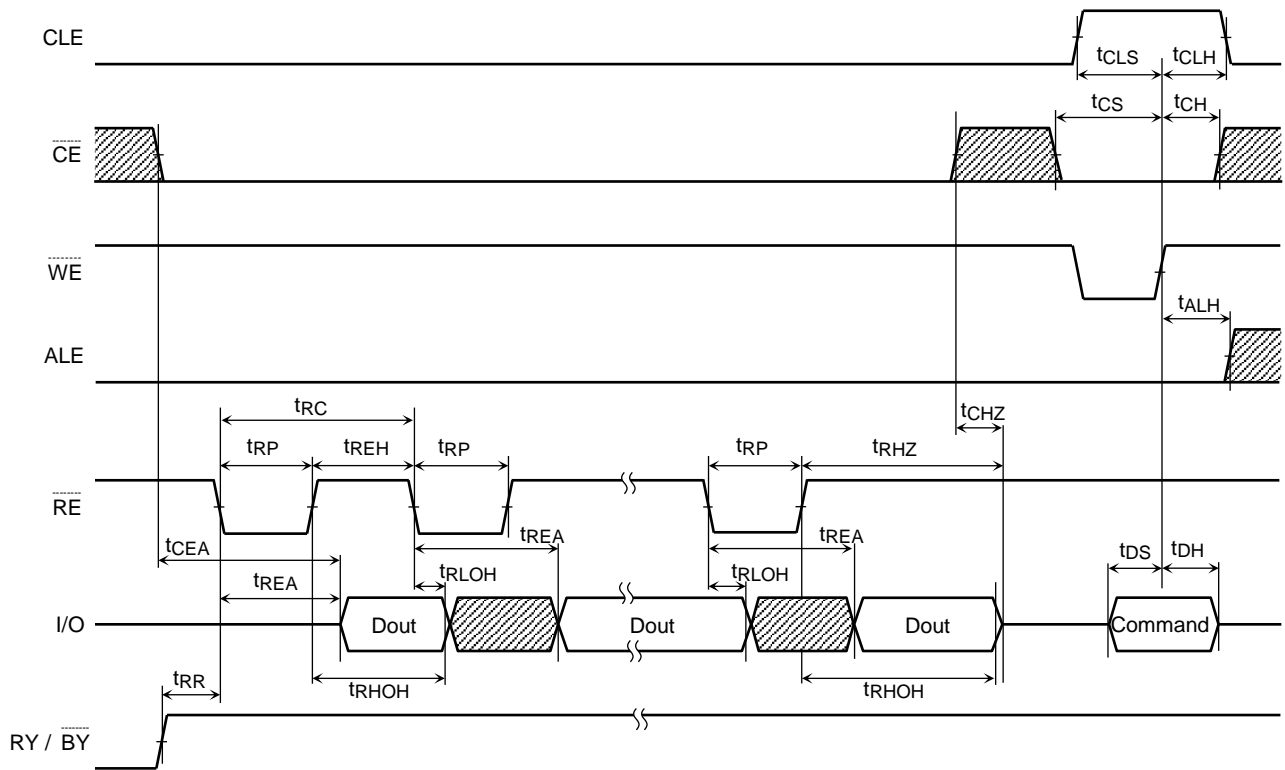 CLE
tCLS tCLH
tCS tCH
CE
WE
tALH
ALE
tRC
tCHZ
tRP tREH tRP tRP tRHZ
RE
tCEA tREA tREA
tREA tRLOH tRLOH tDS tDH
I/O Dout Dout Dout Command
tRR tRHOH tRHOH
RY / BY